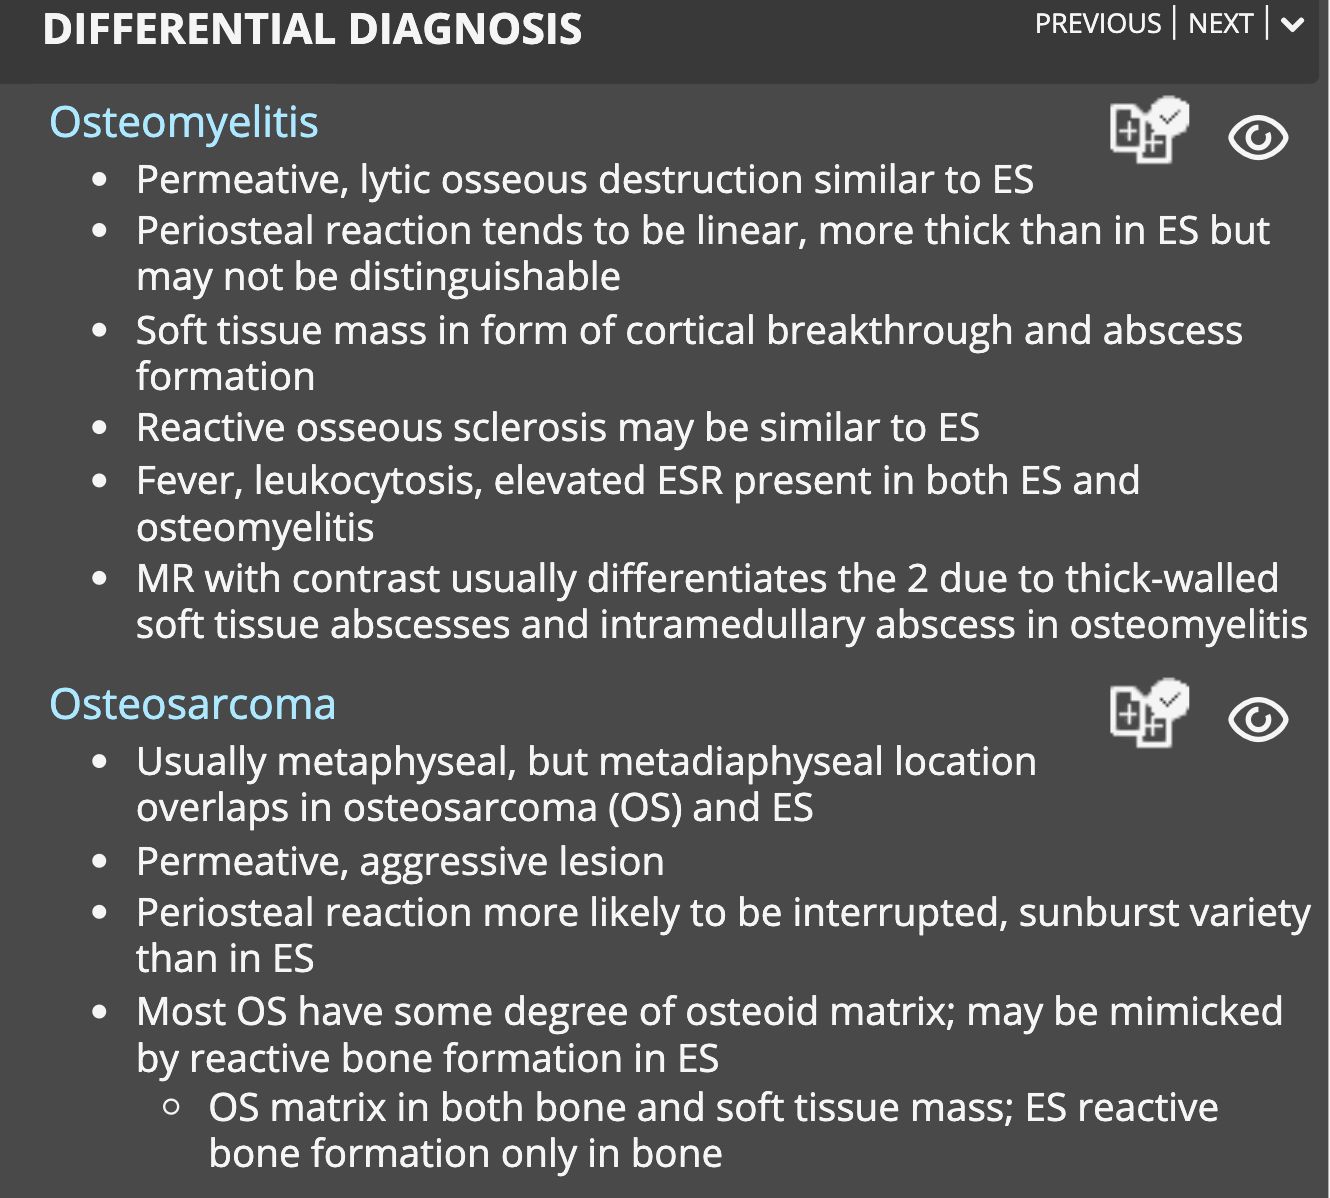 DIFFERENTIAL DIAGNOSIS
PREVIOUS | NEXT |
Osteomyelitis
• Permeative, lytic osseous destruction similar to ES
• Periosteal reaction tends to be linear, more thick than in ES but
may not be distinguishable
• Soft tissue mass in form of cortical breakthrough and abscess
formation
• Reactive osseous sclerosis may be similar to ES
• Fever, leukocytosis, elevated ESR present in both ES and
osteomyelitis
• MR with contrast usually differentiates the 2 due to thick-walled
soft tissue abscesses and intramedullary abscess in osteomyelitis
Osteosarcoma
• Usually metaphyseal, but metadiaphyseal location
overlaps in osteosarcoma (OS) and ES
• Permeative, aggressive lesion
• Periosteal reaction more likely to be interrupted, sunburst variety
than in ES
• Most OS have some degree of osteoid matrix; may be mimicked
by reactive bone formation in ES
◦ OS matrix in both bone and soft tissue mass; ES reactive
bone formation only in bone